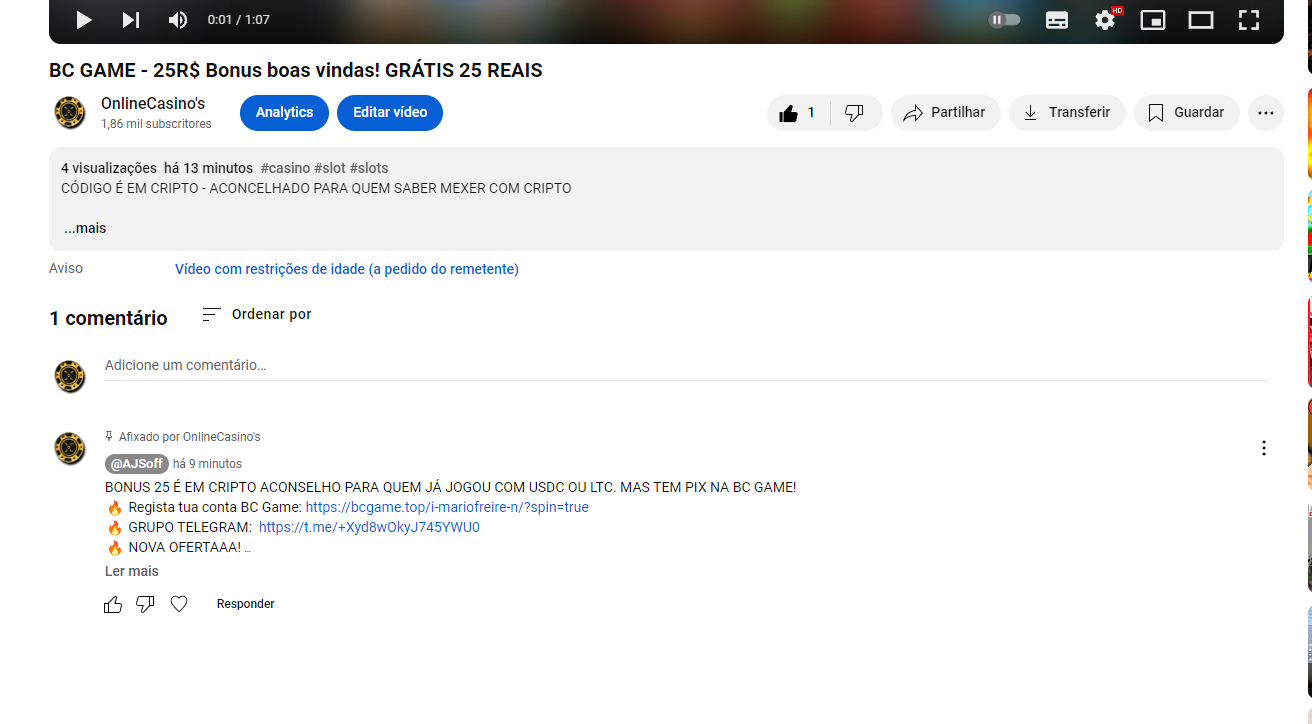 0:01 / 1:07
HD
BC GAME - 25R$ Bonus boas vindas! GRÁTIS 25 REAIS
OnlineCasino's
1,86 mil subscritores
Analytics
Editar vídeo
1
Partilhar
Transferir
Guardar
4 visualizações há 13 minutos #casino #slot #slots
CÓDIGO É EM CRIPTO - ACONCELHADO PARA QUEM SABER MEXER COM CRIPTO
...mais
Aviso
Vídeo com restrições de idade (a pedido do remetente)
1 comentário
Ordenar por
Adicione um comentário...
Afixado por OnlineCasino's
@AJSoff há 9 minutos
BONUS 25 É EM CRIPTO ACONSELHO PARA QUEM JÁ JOGOU COM USDC OU LTC. MAS TEM PIX NA BC GAME!
🔥 Regista tua conta BC Game: https://bcgame.top/i-mariofreire-n/?spin=true
🔥 GRUPO TELEGRAM: https://t.me/+Xyd8wOkyJ745YWU0
🔥 NOVA OFERTAAA! ...
Ler mais
Responder